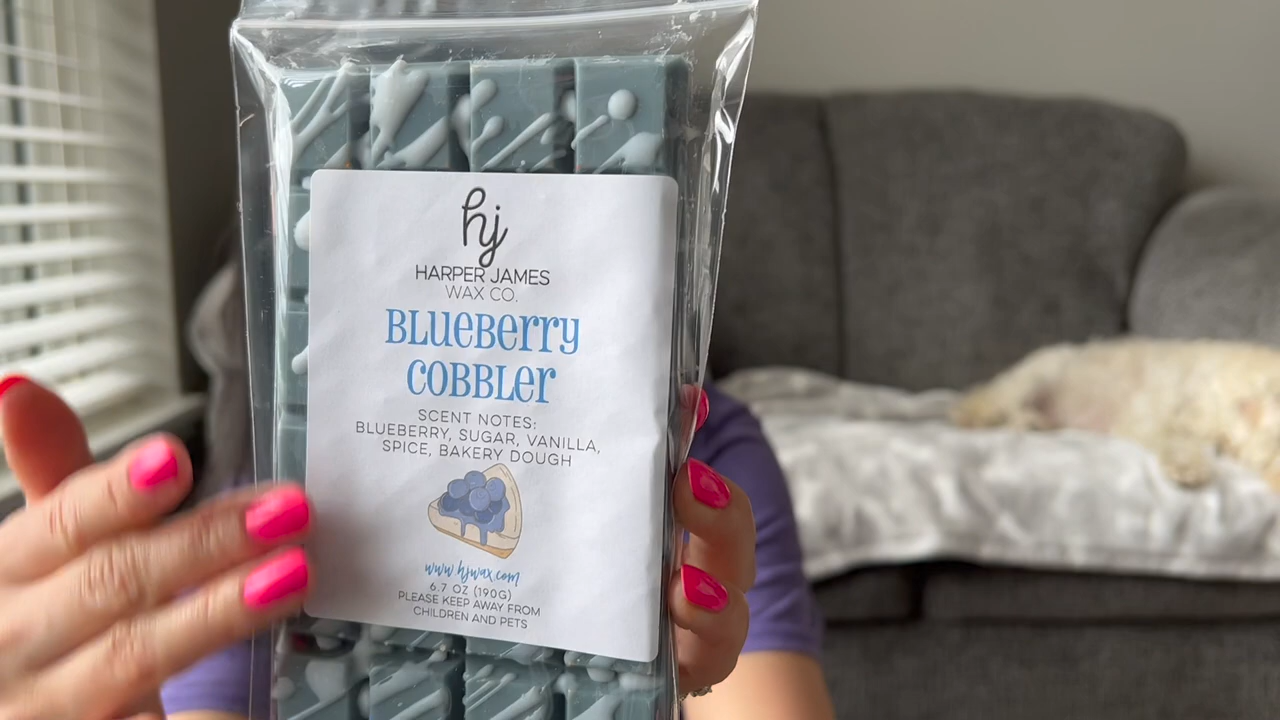 hj
HARPER JAMES
WAX CO.
BLUEBERRY
COBBLER
SCENT NOTES:
BLUEBERRY, SUGAR, VANILLA,
SPICE, BAKERY DOUGH
www.hjwax.com
6.7 OZ (190G)
PLEASE KEEP AWAY FROM
CHILDREN AND PETS